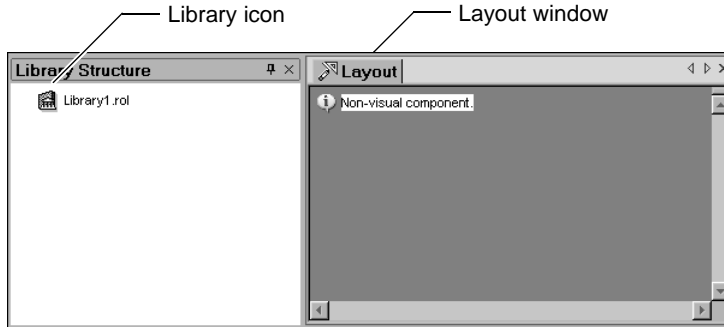 Library icon
Layout window
Library Structure
Layout
Library1.rol
Non-visual component.